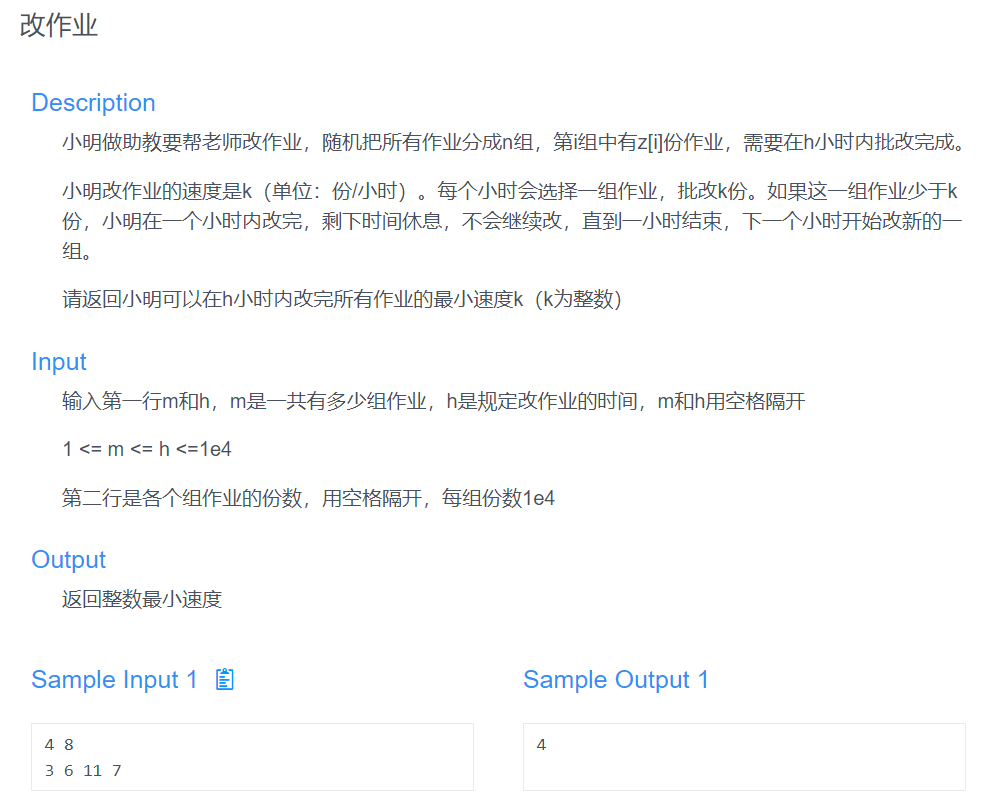 改作业
Description
小明做助教要帮老师改作业，随机把所有作业分成n组，第i组中有z[i]份作业，需要在h小时内批改完成。
小明改作业的速度是k（单位：份/小时）。每个小时会选择一组作业，批改k份。如果这一组作业少于k
份，小明在一个小时内改完，剩下时间休息，不会继续改，直到一小时结束，下一个小时开始改新的一
组。
请返回小明可以在h小时内改完所有作业的最小速度k（k为整数）
Input
输入第一行m和h，m是一共有多少组作业，h是规定改作业的时间，m和h用空格隔开
1 <= m <= h <=1e4
第二行是各个组作业的份数，用空格隔开，每组份数1e4
Output
返回整数最小速度
Sample Input 1
4 8
3 6 11 7
Sample Output 1
4